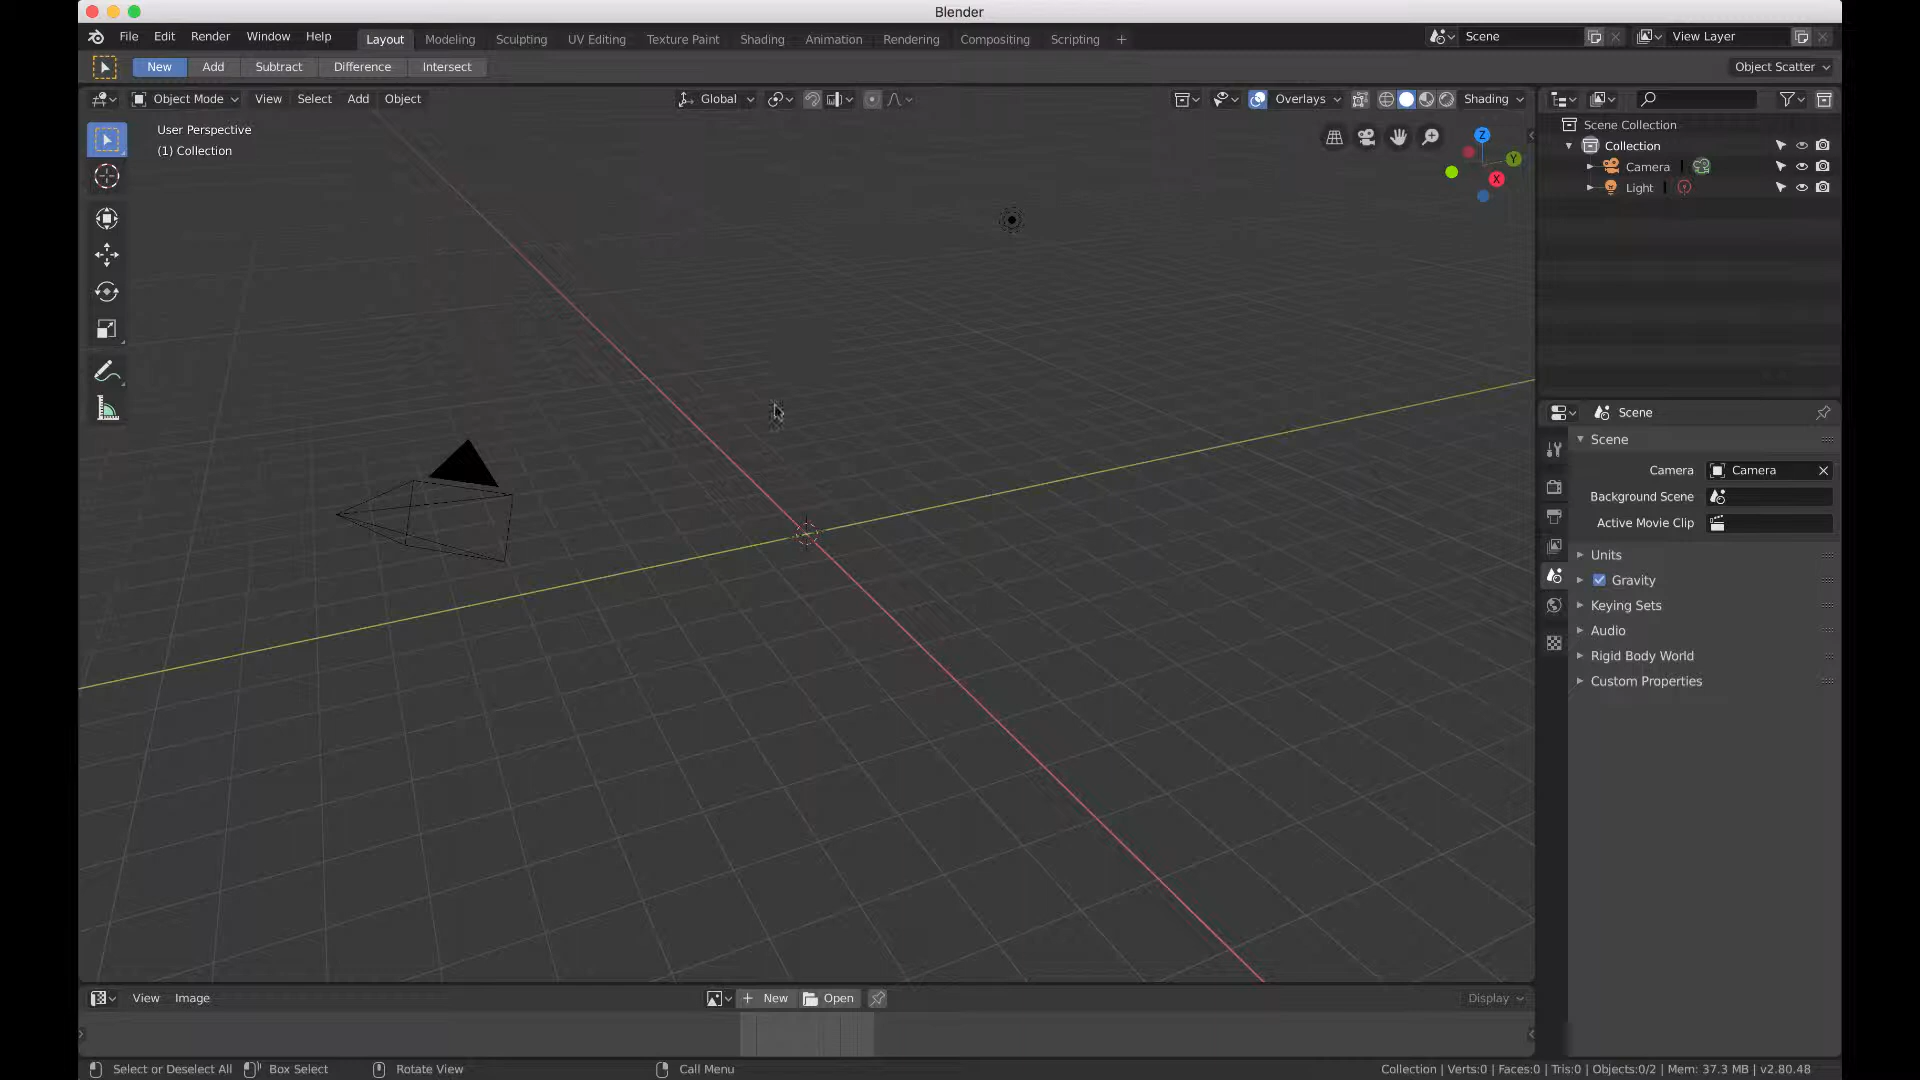 Blender
File Edit Render Window Help Layout Modeling Sculpting UV Editing Texture Paint Shading Animation Rendering Compositing Scripting + Scene View Layer
New Add Subtract Difference Intersect Object Scatter
Object Mode View Select Add Object Global Overlays Shading
User Perspective
(1) Collection
Z
Y
X
Scene Collection
Collection
Camera
Light
Scene
Scene
Camera Camera
Background Scene
Active Movie Clip
Units
Gravity
Keying Sets
Audio
Rigid Body World
Custom Properties
View Image + New Open Display
Select or Deselect All Box Select Rotate View Call Menu Collection | Verts:0 | Faces:0 | Tris:0 | Objects:0/2 | Mem: 37.3 MB | v2.80.48